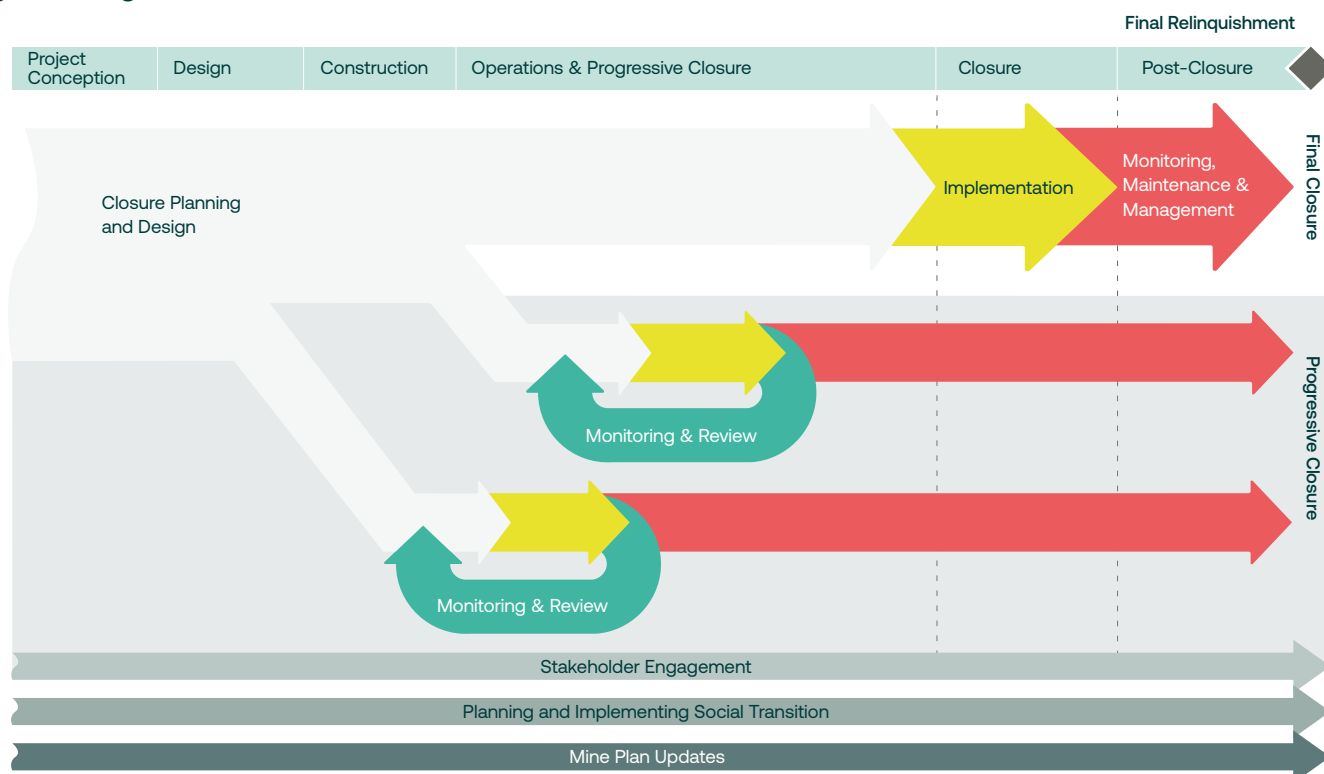 Final Relinquishment
Project
Conception
Design
Construction
Operations & Progressive Closure
Closure
Post-Closure
Closure Planning
and Design
Implementation
Monitoring,
Maintenance &
Management
Final Closure
Monitoring & Review
Progressive Closure
Monitoring & Review
Stakeholder Engagement
Planning and Implementing Social Transition
Mine Plan Updates